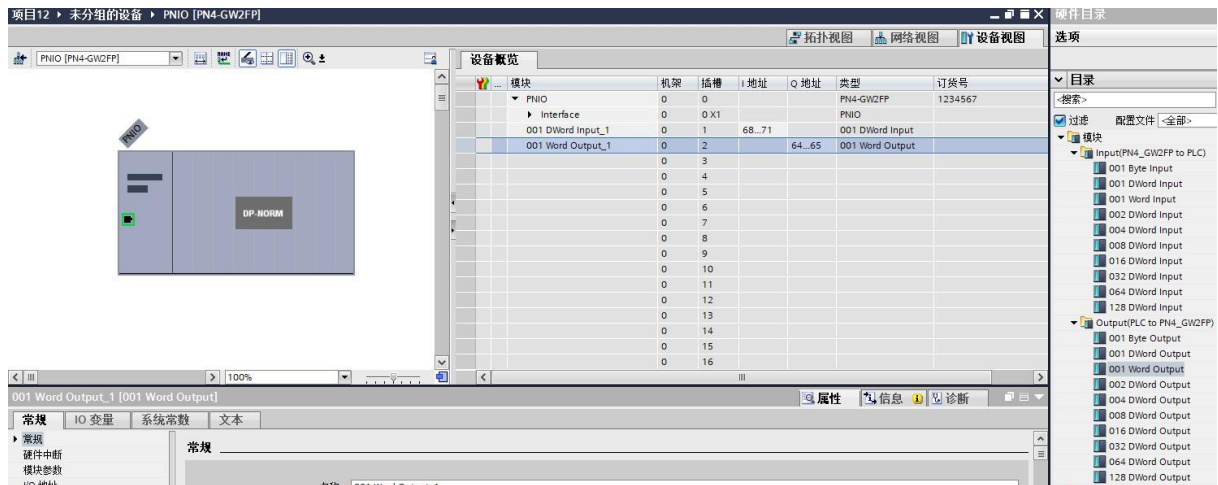 项目12 ▸ 未分组的设备 ▸ PNIO [PN4-GW2FP]
拓扑视图 网络视图 设备视图
PNIO [PN4-GW2FP]
PNIO
DP-NORM
100%
设备概览
... 模块 机架 插槽 I 地址 Q 地址 类型 订货号
PNIO 0 0 PN4-GW2FP 1234567
Interface 0 0 X1 PNIO
001 DWord Input_1 0 1 68...71 001 DWord Input
001 Word Output_1 0 2 64...65 001 Word Output
0 3
0 4
0 5
0 6
0 7
0 8
0 9
0 10
0 11
0 12
0 13
0 14
0 15
0 16
001 Word Output_1 [001 Word Output]
属性 信息 诊断
常规 IO 变量 系统常数 文本
常规
硬件中断
模块参数
I/O 地址
常规
硬件目录
选项
目录
<搜索>
过滤 配置文件 <全部>
模块
Input(PN4_GW2FP to PLC)
001 Byte Input
001 DWord Input
001 Word Input
002 DWord Input
004 DWord Input
008 DWord Input
016 DWord Input
032 DWord Input
064 DWord Input
128 DWord Input
Output(PLC to PN4_GW2FP)
001 Byte Output
001 DWord Output
001 Word Output
002 DWord Output
004 DWord Output
008 DWord Output
016 DWord Output
032 DWord Output
064 DWord Output
128 DWord Output